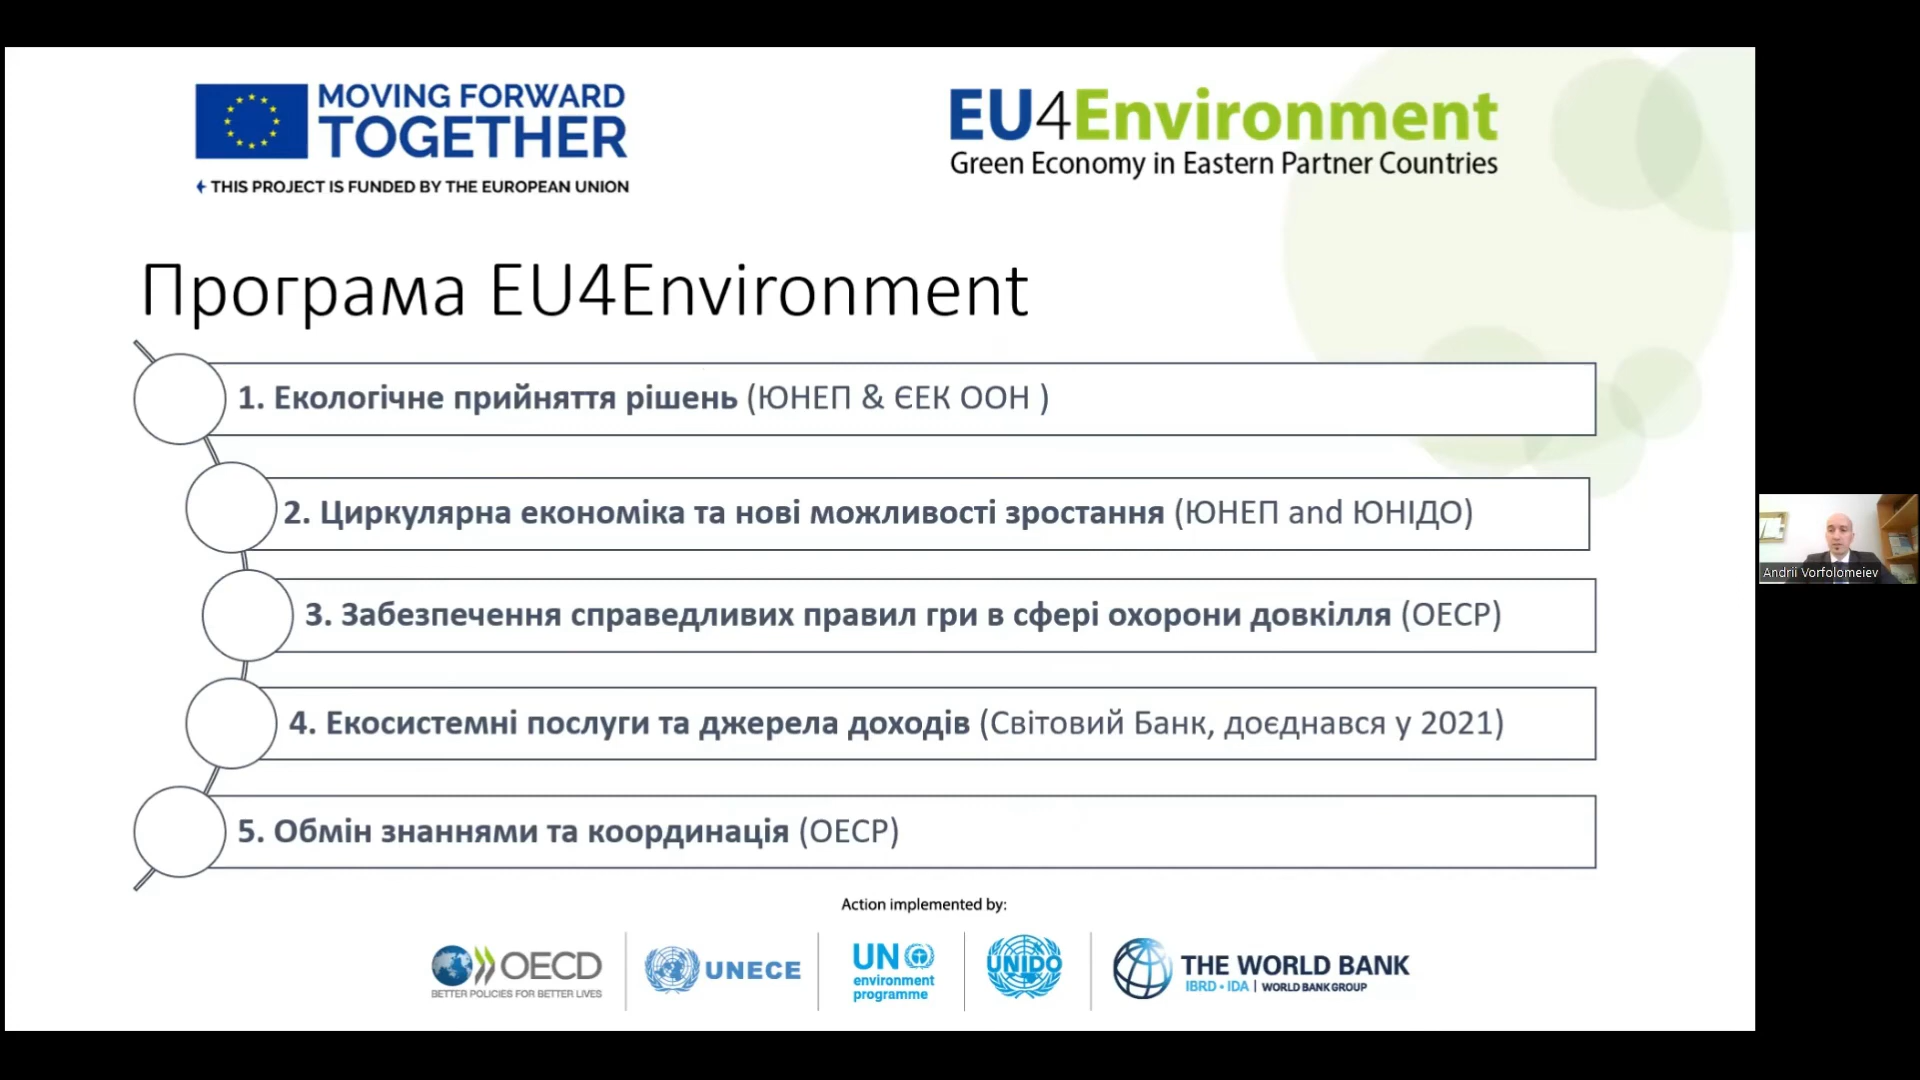 MOVING FORWARD
TOGETHER
THIS PROJECT IS FUNDED BY THE EUROPEAN UNION
EU4Environment
Green Economy in Eastern Partner Countries
Програма EU4Environment
1. Екологічне прийняття рішень (ЮНЕП & ЄЕК ООН )
2. Циркулярна економіка та нові можливості зростання (ЮНЕП and ЮНІДО)
3. Забезпечення справедливих правил гри в сфері охорони довкілля (ОЕСР)
4. Екосистемні послуги та джерела доходів (Світовий Банк, доєднався у 2021)
5. Обмін знаннями та координація (ОЕСР)
Action implemented by:
OECD
BETTER POLICIES FOR BETTER LIVES
UNECE
UN
environment
programme
UNIDO
THE WORLD BANK
IBRD • IDA | WORLD BANK GROUP
Andrii Vorfolomeiev